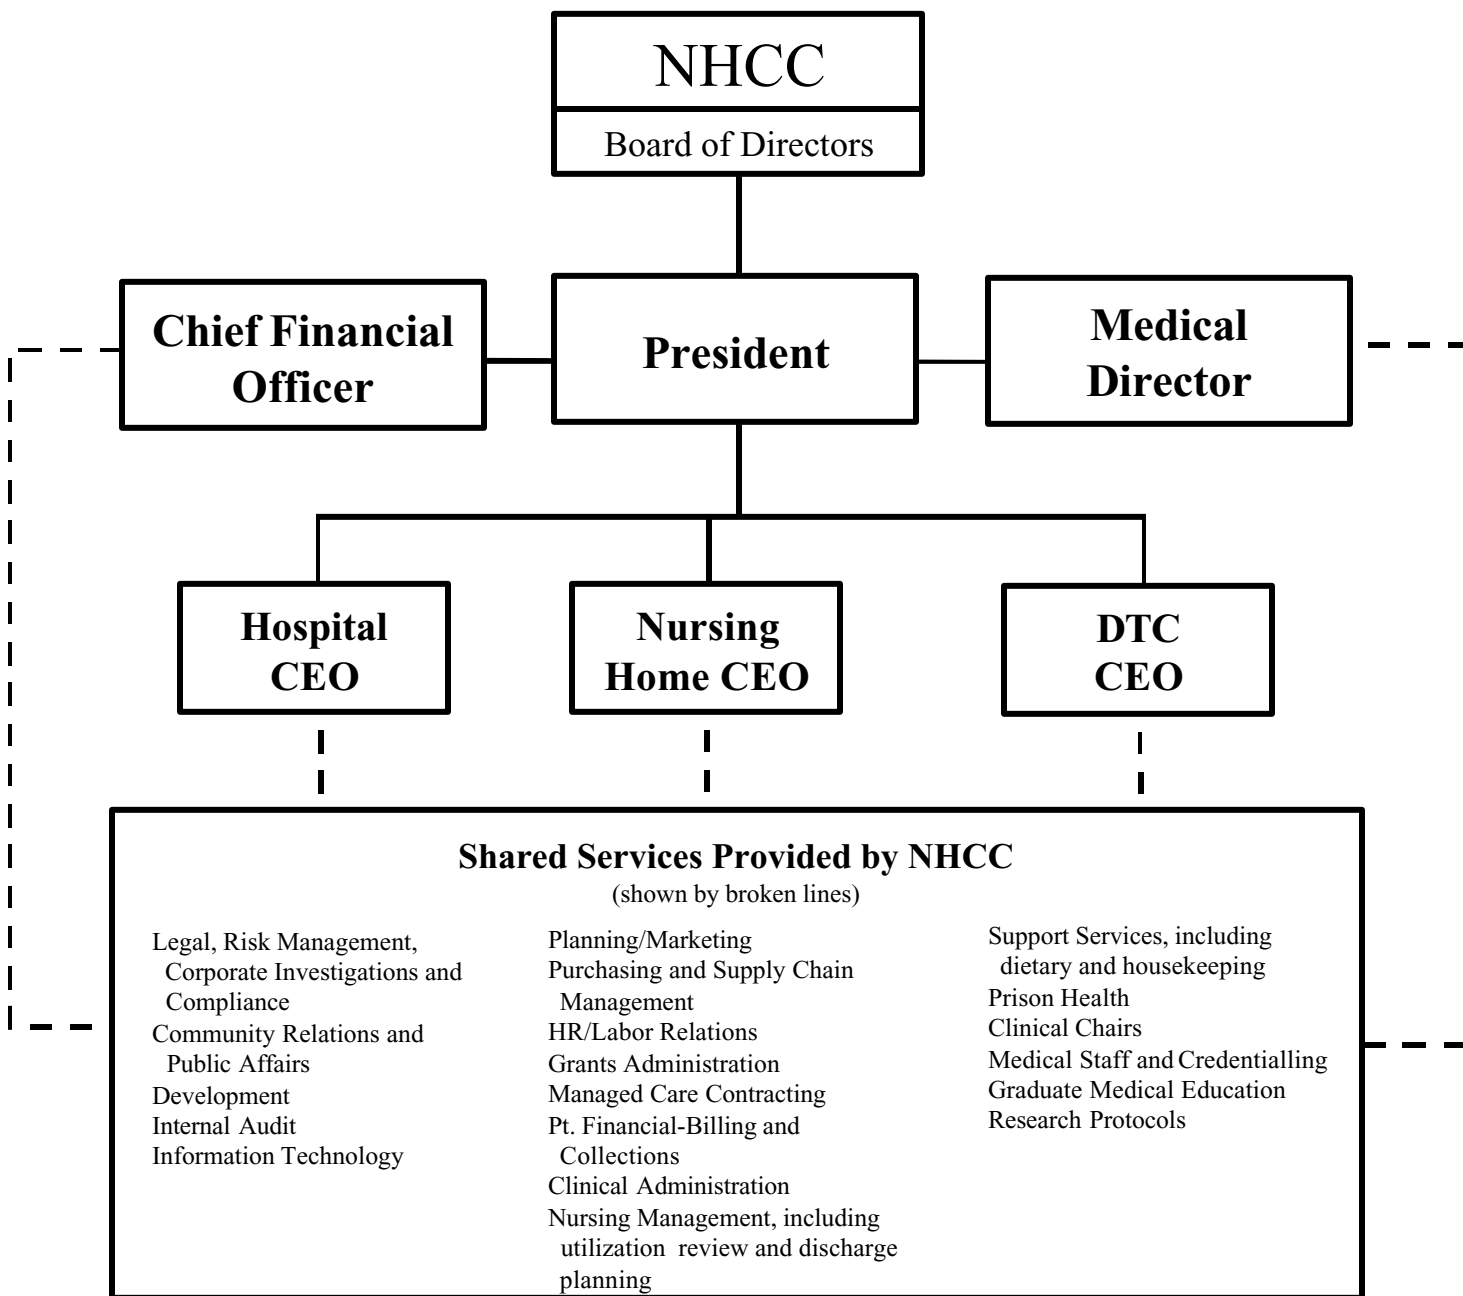 NHCC
Board of Directors
Chief Financial
Officer
President
Medical
Director
Hospital
CEO
Nursing
Home CEO
DTC
CEO
Shared Services Provided by NHCC
(shown by broken lines)
Legal, Risk Management,
Corporate Investigations and
Compliance
Community Relations and
Public Affairs
Development
Internal Audit
Information Technology
Planning/Marketing
Purchasing and Supply Chain
Management
HR/Labor Relations
Grants Administration
Managed Care Contracting
Pt. Financial-Billing and
Collections
Clinical Administration
Nursing Management, including
utilization review and discharge
planning
Support Services, including
dietary and housekeeping
Prison Health
Clinical Chairs
Medical Staff and Credentialling
Graduate Medical Education
Research Protocols